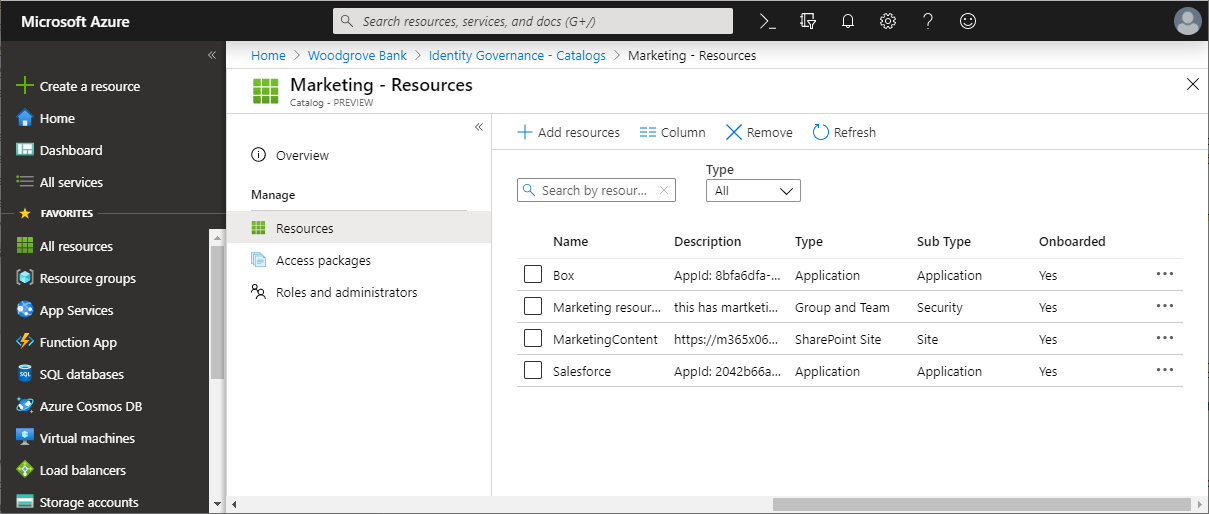 Microsoft Azure
Search resources, services, and docs (G+/)
«
Create a resource
Home
Dashboard
All services
FAVORITES
All resources
Resource groups
App Services
Function App
SQL databases
Azure Cosmos DB
Virtual machines
Load balancers
Storage accounts
Home > Woodgrove Bank > Identity Governance - Catalogs > Marketing - Resources
Marketing - Resources
Catalog - PREVIEW
«
Overview
Manage
Resources
Access packages
Roles and administrators
Add resources Column Remove Refresh
Type
Search by resour... All
Name Description Type Sub Type Onboarded
Box AppId: 8bfa6dfa-... Application Application Yes
Marketing resour... this has martketi... Group and Team Security Yes
MarketingContent https://m365x06... SharePoint Site Site Yes
Salesforce AppId: 2042b66a... Application Application Yes